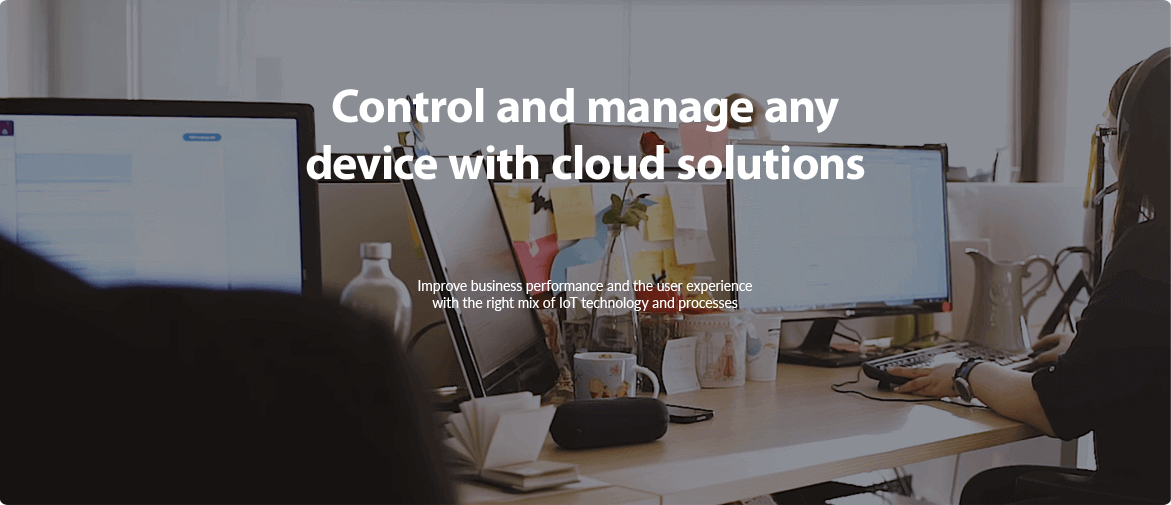 Control and manage any
device with cloud solutions
Improve business performance and the user experience
with the right mix of IoT technology and processes